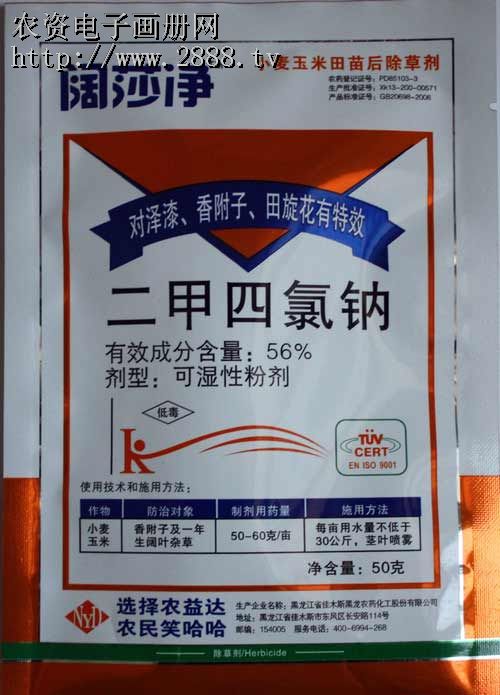 农资电子画册网
http://www.2888.tv
小麦玉米田苗后除草剂
阔莎净
农药登记证号：PD85103-3
生产批准证号：XK13-200-00571
产品标准证号：GB20698-2006
对泽漆、香附子、田旋花有特效
二甲四氯钠
有效成分含量：56%
剂型：可湿性粉剂
低毒
TÜV
CERT
EN ISO 9001
使用技术和施用方法：
作物 防治对象 制剂用药量 施用方法
小麦 香附子及一年 50-60克/亩 每亩用水量不低于
玉米 生阔叶杂草 30公斤，茎叶喷雾
净含量：50克
NYD
选择农益达
农民笑哈哈
生产企业名称：黑龙江省佳木斯黑龙农药化工股份有限公司
地址：黑龙江省佳木斯市东风区长安路114号
邮编：154005 服务电话：400-6994-268
除草剂/Herbicide